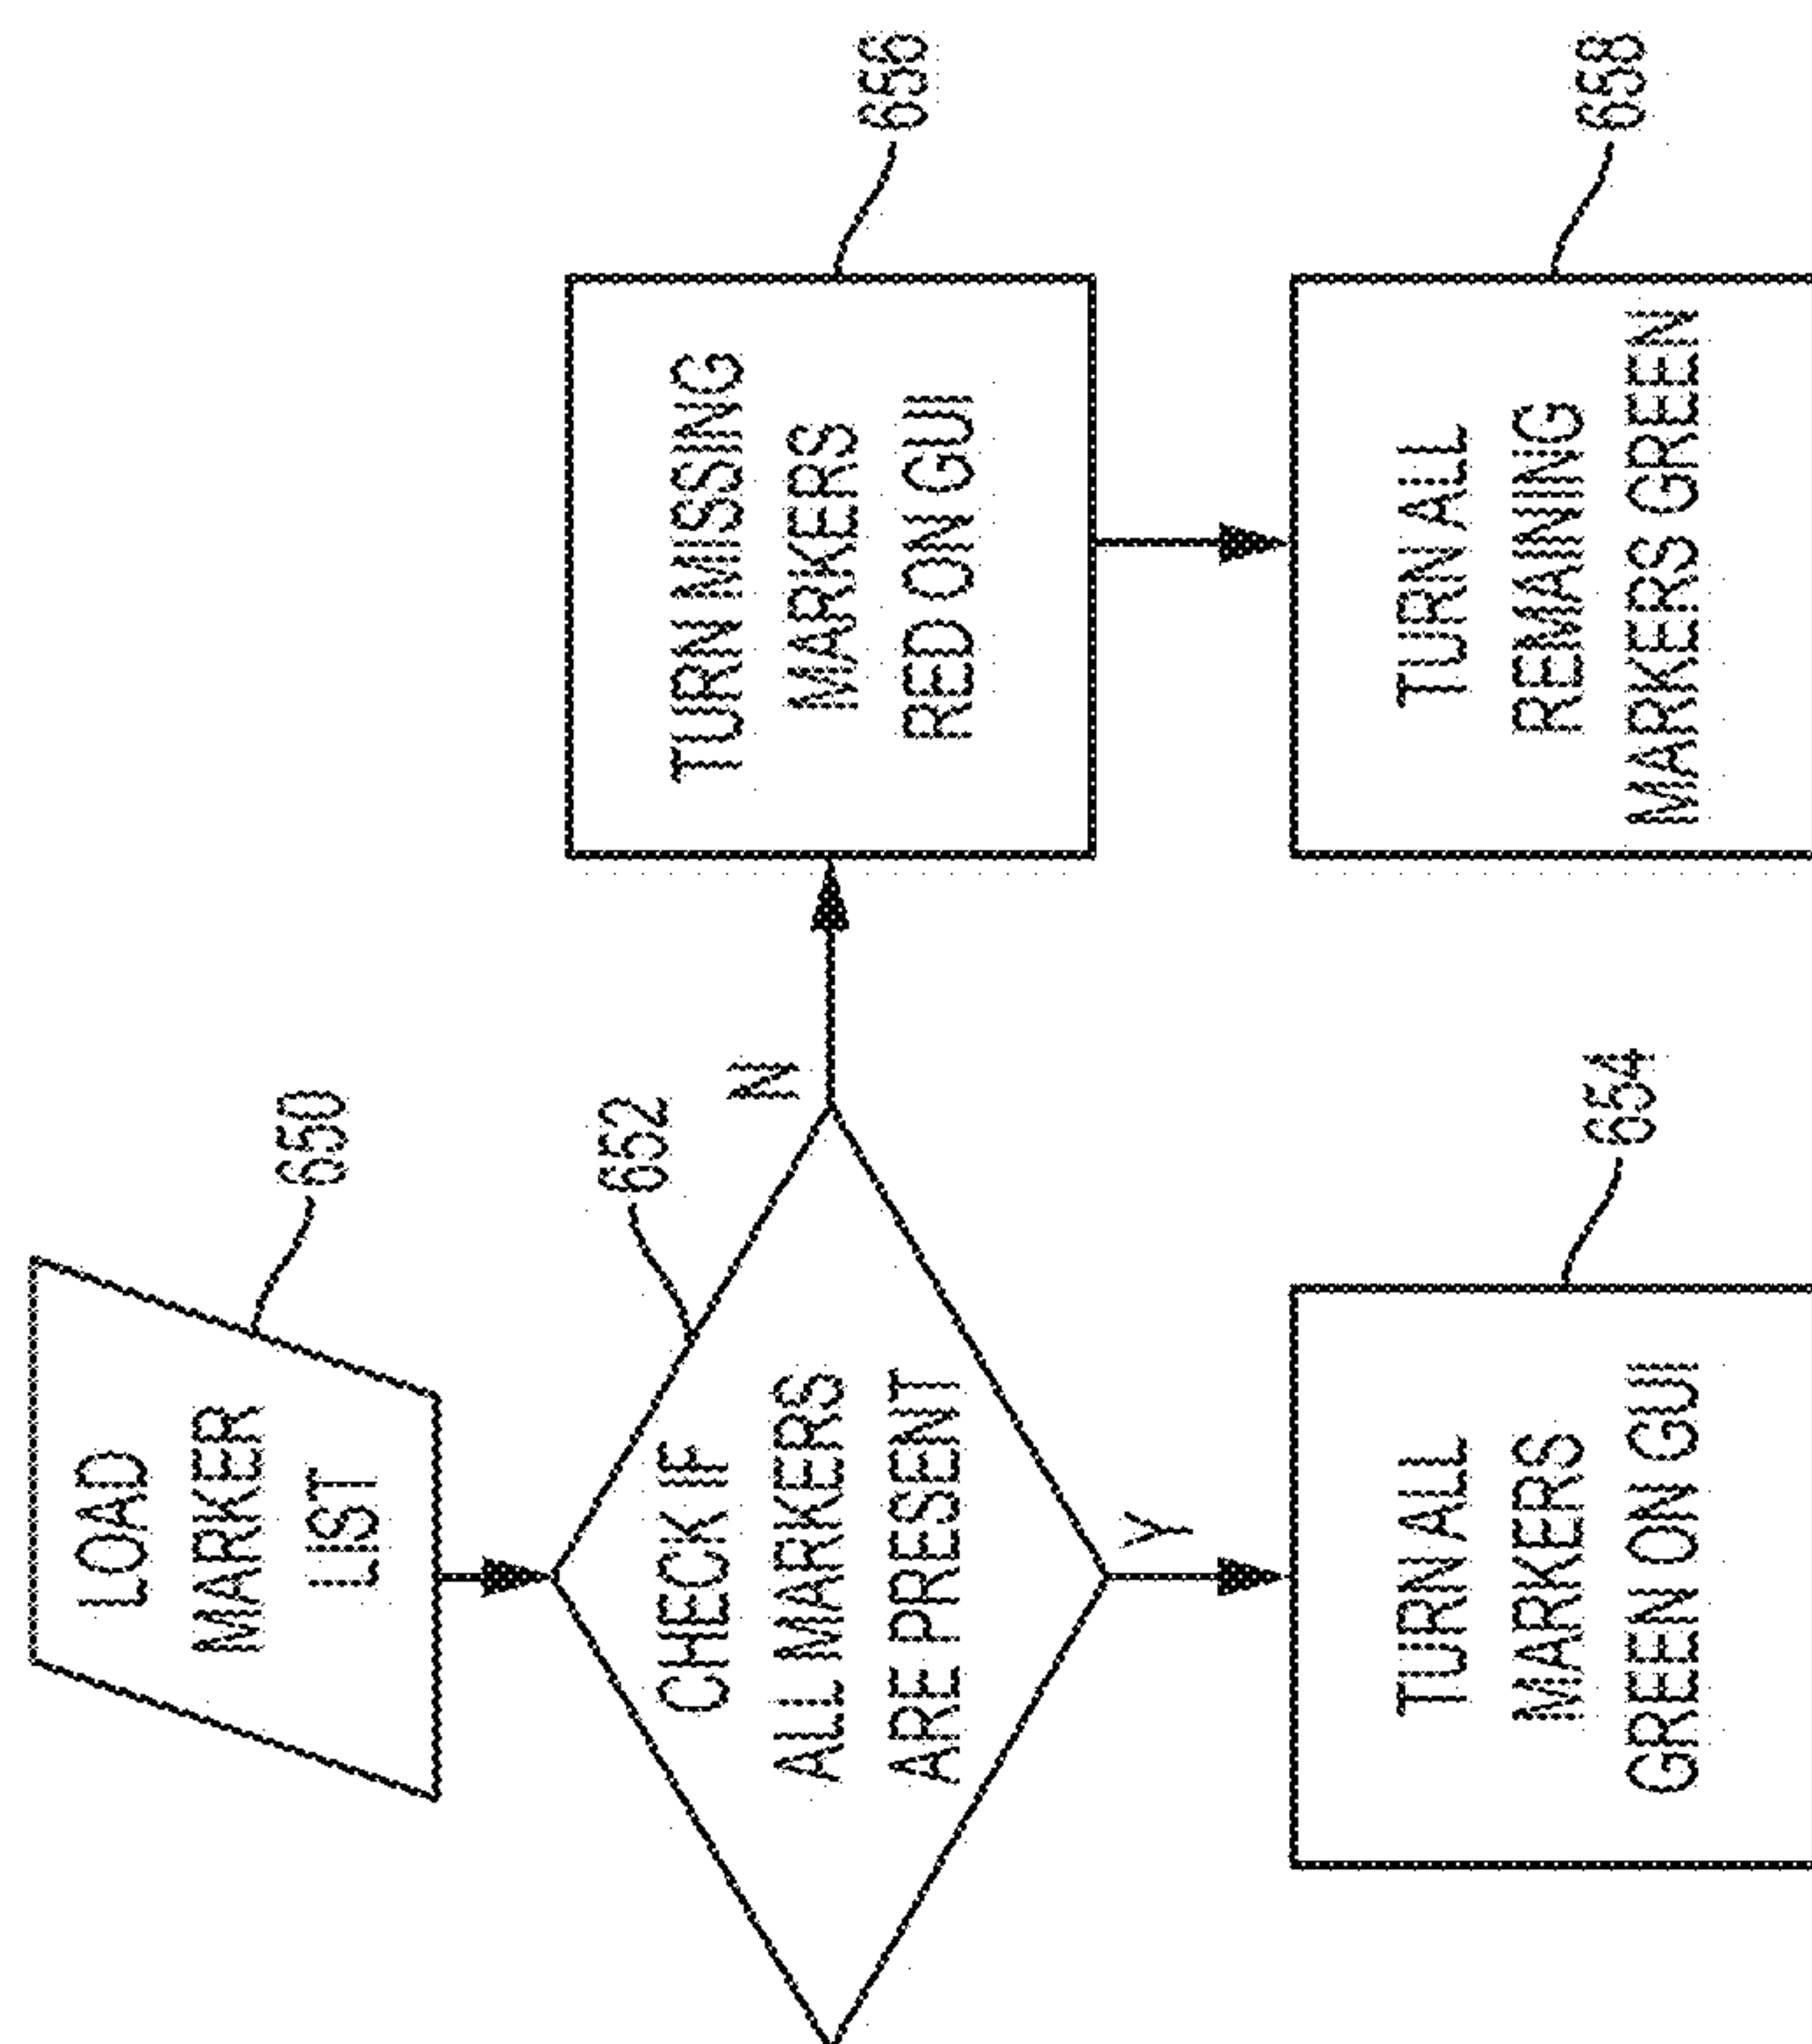 LOAD
MARKER
LIST
650
CHECK IF
ALL MARKERS
ARE PRESENT
652
N
Y
TURN MISSING
MARKERS
RED ON GUI
656
TURN ALL
MARKERS
GREEN ON GUI
654
TURN ALL
REMAINING
MARKERS GREEN
658